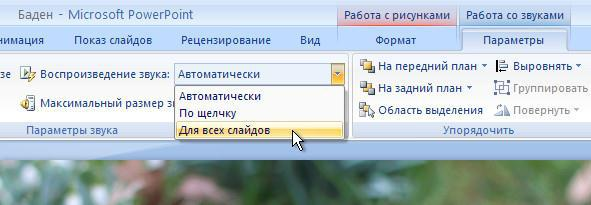 Баден - Microsoft PowerPoint
Работа с рисунками
Работа со звуками
Показ слайдов
Рецензирование
Вид
Формат
Параметры
Воспроизведение звука:
Автоматически
Максимальный размер
Автоматически
По щелчку
Для всех слайдов
Параметры звука
На передний план
Выровнять
На задний план
Группировать
Область выделения
Повернуть
Упорядочить